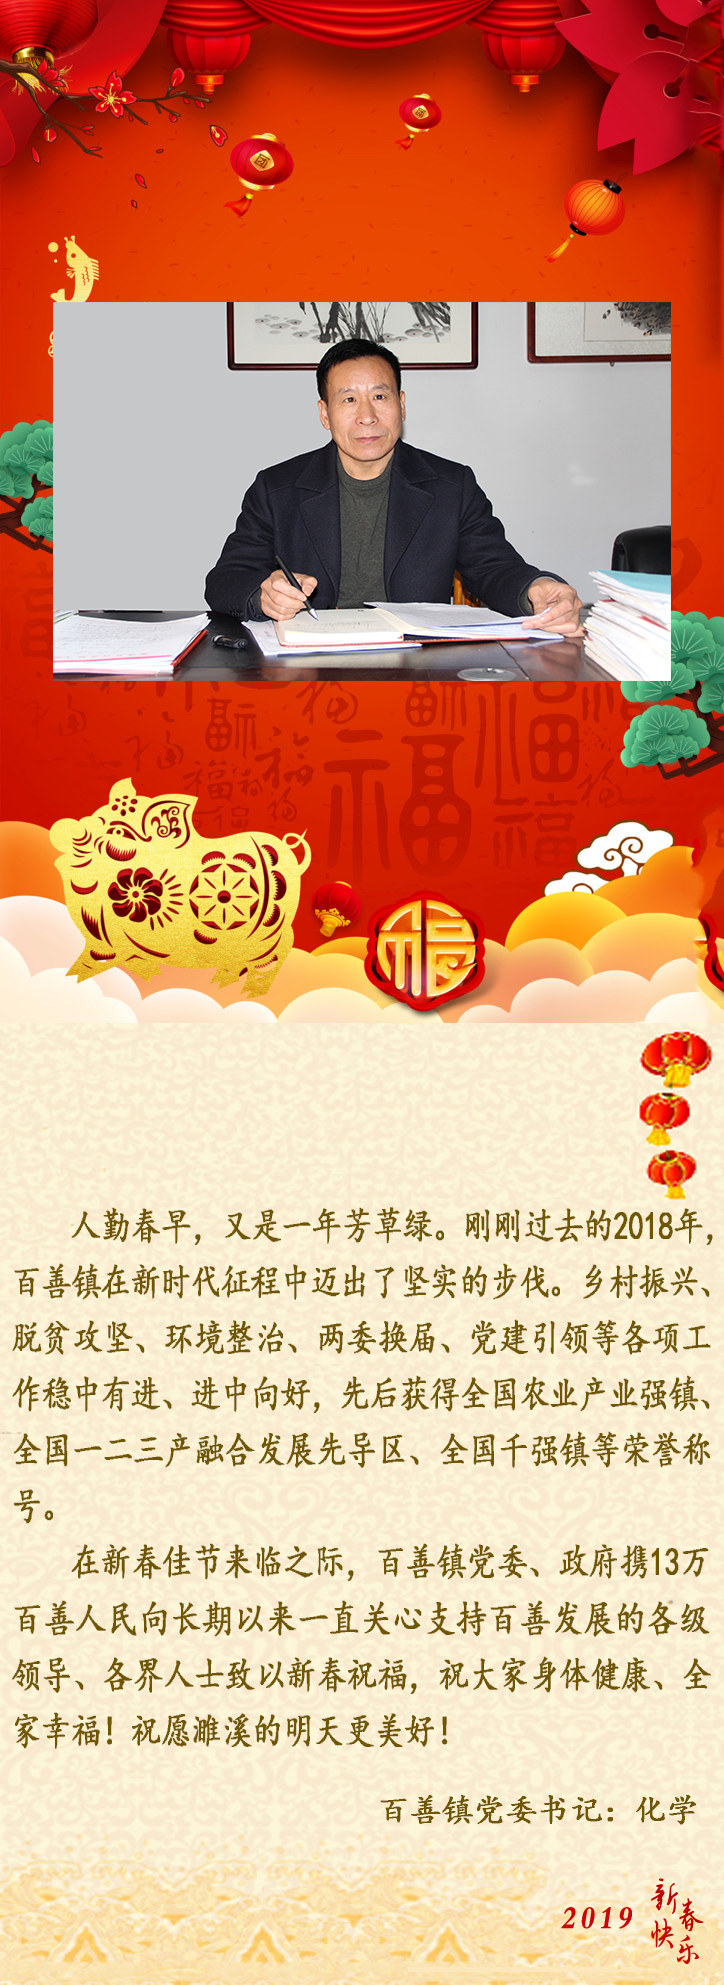 福
人勤春早，又是一年芳草绿。刚刚过去的2018年，
百善镇在新时代征程中迈出了坚实的步伐。乡村振兴、
脱贫攻坚、环境整治、两委换届、党建引领等各项工
作稳中有进、进中向好，先后获得全国农业产业强镇、
全国一二三产融合发展先导区、全国千强镇等荣誉称
号。
在新春佳节来临之际，百善镇党委、政府携13万
百善人民向长期以来一直关心支持百善发展的各级
领导、各界人士致以新春祝福，祝大家身体健康、全
家幸福！祝愿濉溪的明天更美好！
百善镇党委书记：化学
2019 新春快乐